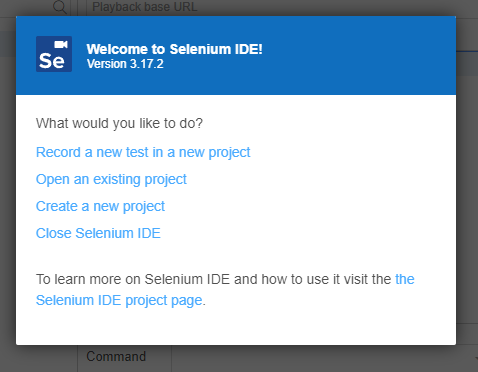 Playback base URL
Se
Welcome to Selenium IDE!
Version 3.17.2
What would you like to do?
Record a new test in a new project
Open an existing project
Create a new project
Close Selenium IDE
To learn more on Selenium IDE and how to use it visit the the
Selenium IDE project page.
Command